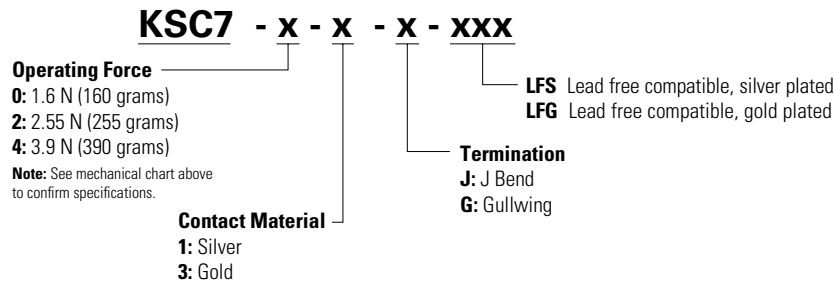 KSC7 - x - x - x - xxx
Operating Force
0: 1.6 N (160 grams)
2: 2.55 N (255 grams)
4: 3.9 N (390 grams)
Note: See mechanical chart above
to confirm specifications.
Contact Material
1: Silver
3: Gold
Termination
J: J Bend
G: Gullwing
LFS Lead free compatible, silver plated
LFG Lead free compatible, gold plated